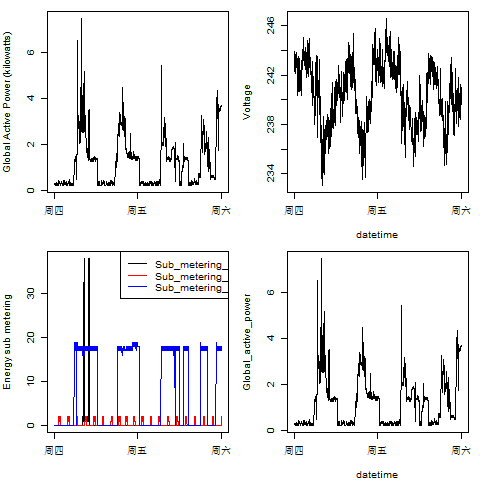 Global Active Power (kilowatts)
0
2
4
6
周四
周五
周六
Voltage
234
238
242
246
周四
周五
周六
datetime
Energy sub metering
0
10
20
30
周四
周五
周六
Sub_metering_
Sub_metering_
Sub_metering_
Global_active_power
0
2
4
6
周四
周五
周六
datetime